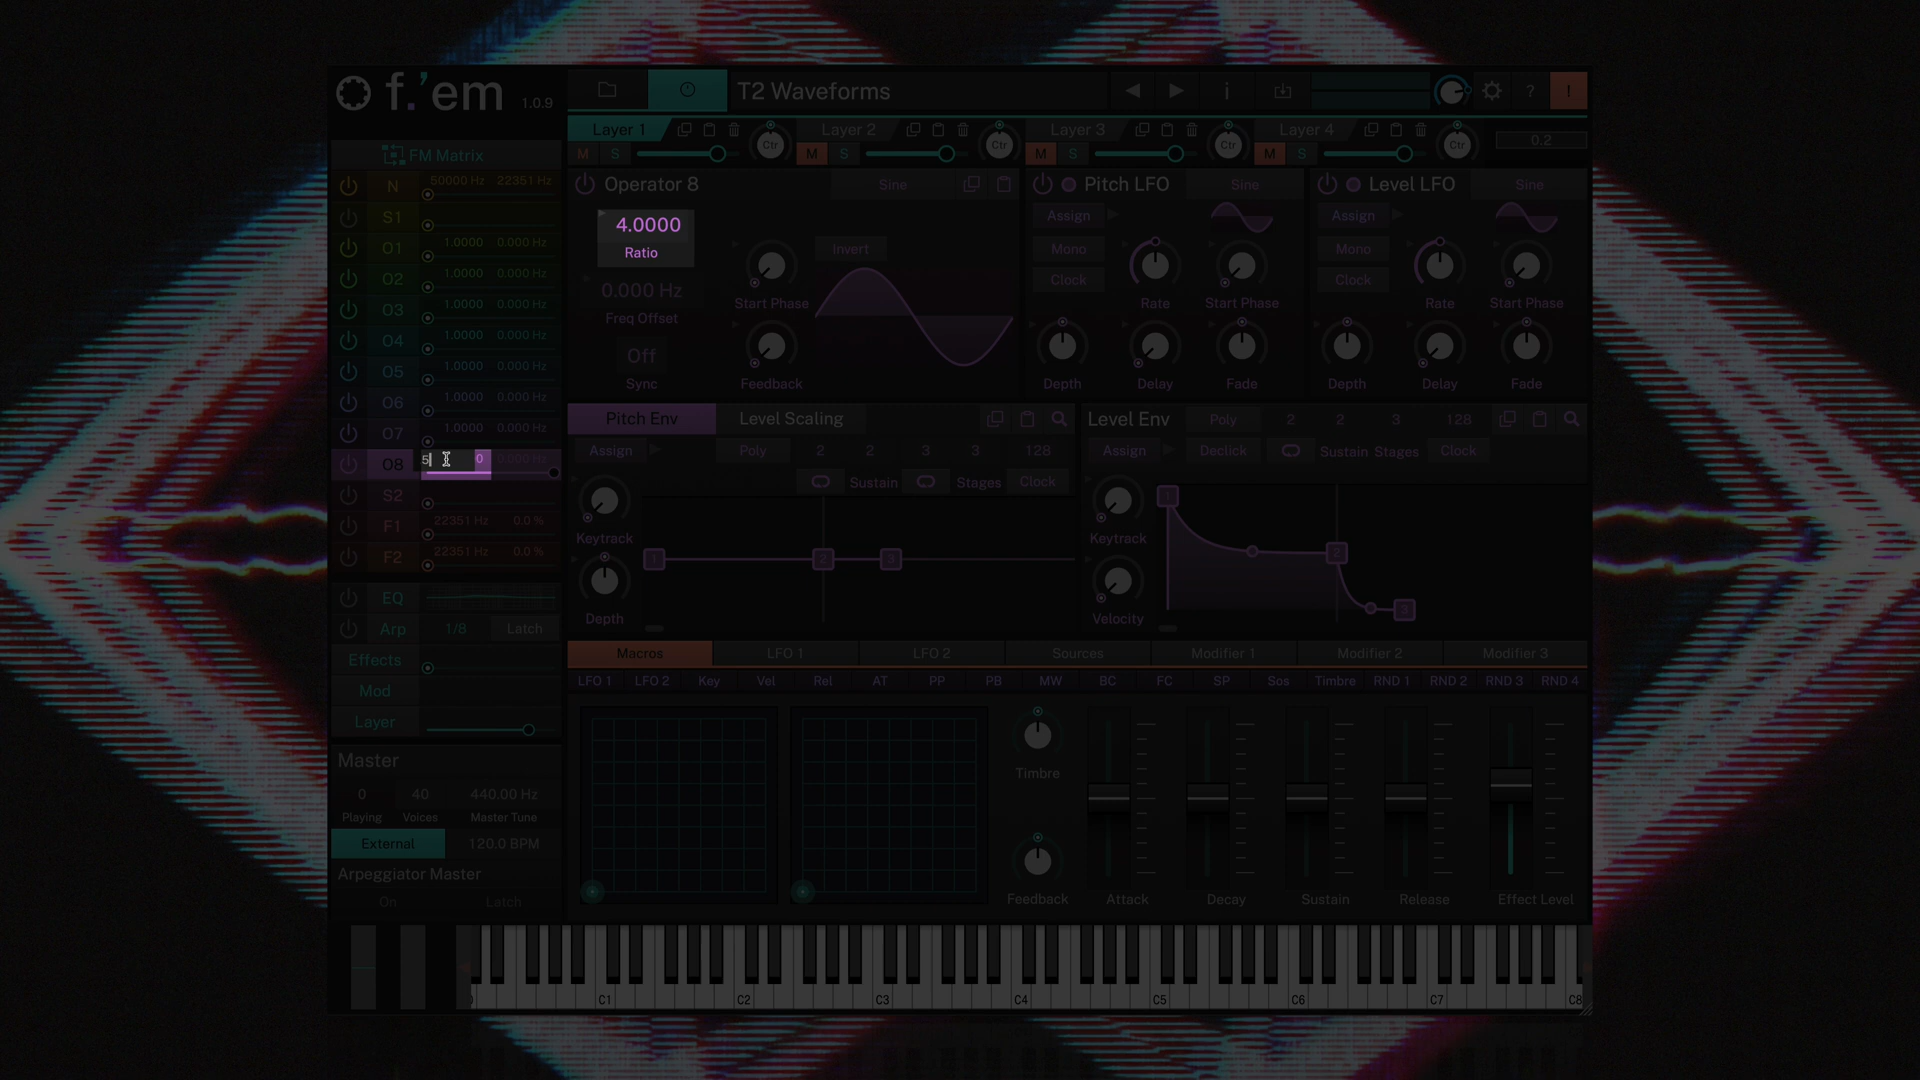 f.'em 1.0.9
T2 Waveforms
i
?
!
Layer 1
Layer 2
Layer 3
Layer 4
M S Ctr M S Ctr M S Ctr M S Ctr
0.2
FM Matrix
N 50000 Hz 22351 Hz
S1
O1 1.0000 0.000 Hz
O2 1.0000 0.000 Hz
O3 1.0000 0.000 Hz
O4 1.0000 0.000 Hz
O5 1.0000 0.000 Hz
O6 1.0000 0.000 Hz
O7 1.0000 0.000 Hz
O8 5 0 0.000 Hz
S2
F1 22351 Hz 0.0 %
F2 22351 Hz 0.0 %
EQ
Arp 1/8 Latch
Effects
Mod
Layer
Master
0 40 440.00 Hz
Playing Voices Master Tune
External 120.0 BPM
Arpeggiator Master
On Latch
Operator 8 Sine
4.0000
Ratio
0.000 Hz
Freq Offset
Off
Sync
Start Phase
Feedback
Invert
Pitch LFO Sine
Assign
Mono
Clock
Rate Start Phase
Depth Delay Fade
Level LFO Sine
Assign
Mono
Clock
Rate Start Phase
Depth Delay Fade
Pitch Env Level Scaling
Assign Poly 2 2 3 3 128
Sustain Stages Clock
Keytrack
Depth
1 2 3
Level Env Poly 2 2 3 128
Assign Declick Sustain Stages Clock
Keytrack
Velocity
1
2
3
Macros LFO 1 LFO 2 Sources Modifier 1 Modifier 2 Modifier 3
LFO 1 LFO 2 Key Vel Rel AT PP PB MW BC FC SP Sos Timbre RND 1 RND 2 RND 3 RND 4
Timbre
Feedback Attack Decay Sustain Release Effect Level
C1 C2 C3 C4 C5 C6 C7 C8